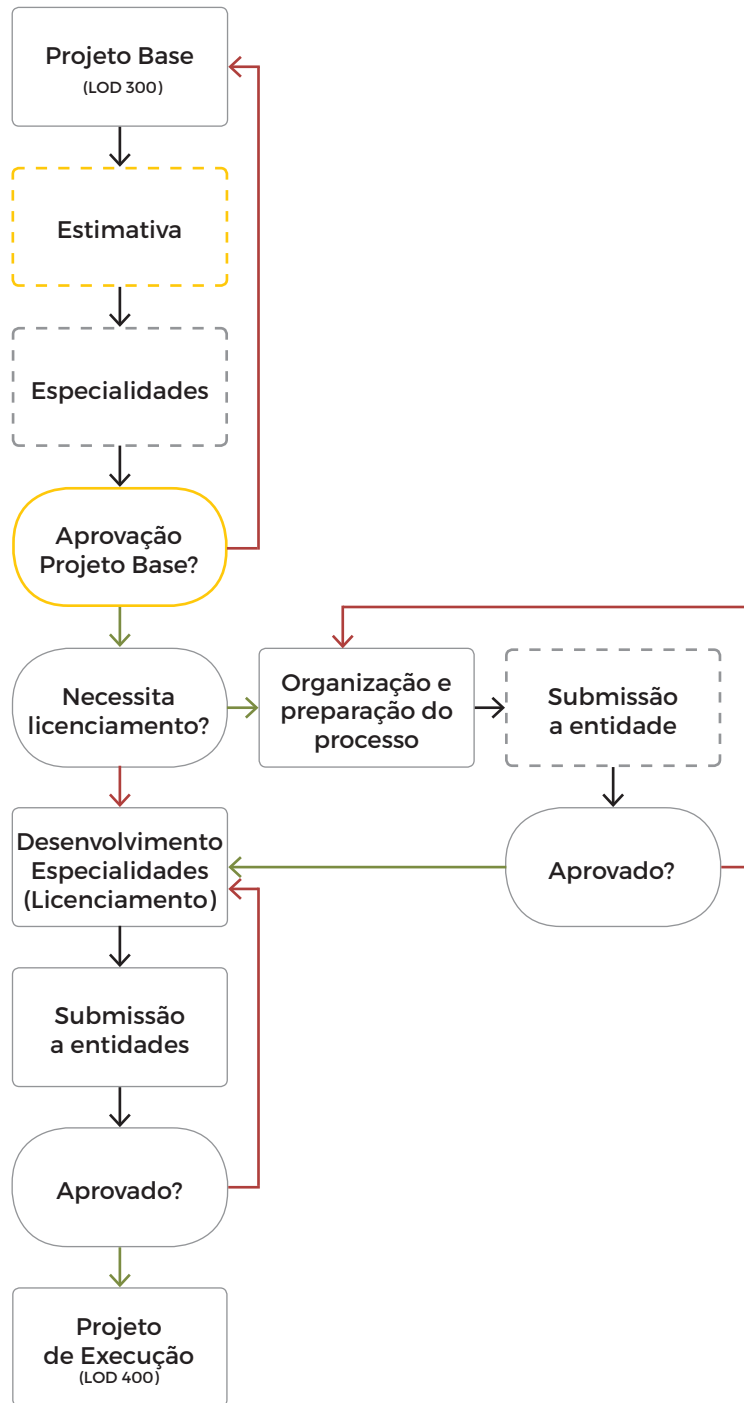 Projeto Base
(LOD 300)
Estimativa
Especialidades
Aprovação
Projeto Base?
Necessita
licenciamento?
Organização e
preparação do
processo
Submissão
a entidade
Desenvolvimento
Especialidades
(Licenciamento)
Aprovado?
Submissão
a entidades
Aprovado?
Projeto
de Execução
(LOD 400)